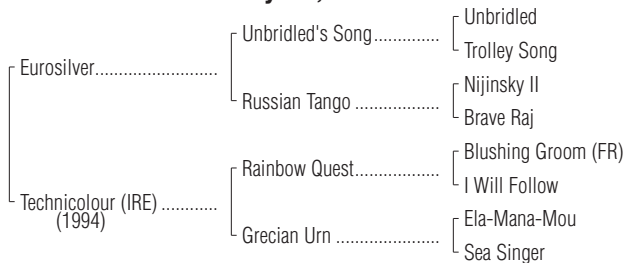 Unbridled
Unbridled's Song..............
Trolley Song
Eurosilver.........................
Nijinsky II
Russian Tango ..................
Brave Raj
Blushing Groom (FR)
Rainbow Quest..................
I Will Follow
Technicolour (IRE) ............
(1994)
Ela-Mana-Mou
Grecian Urn ......................
Sea Singer